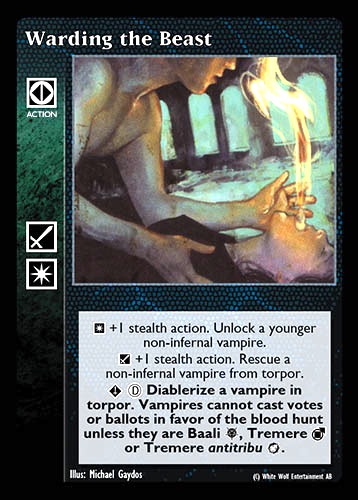 Warding the Beast
ACTION
+1 stealth action. Unlock a younger
non-infernal vampire.
+1 stealth action. Rescue a
non-infernal vampire from torpor.
D Diablerize a vampire in
torpor. Vampires cannot cast votes
or ballots in favor of the blood hunt
unless they are Baali, Tremere
or Tremere antitribu.
Illus: Michael Gaydos
(C) White Wolf Entertainment AB